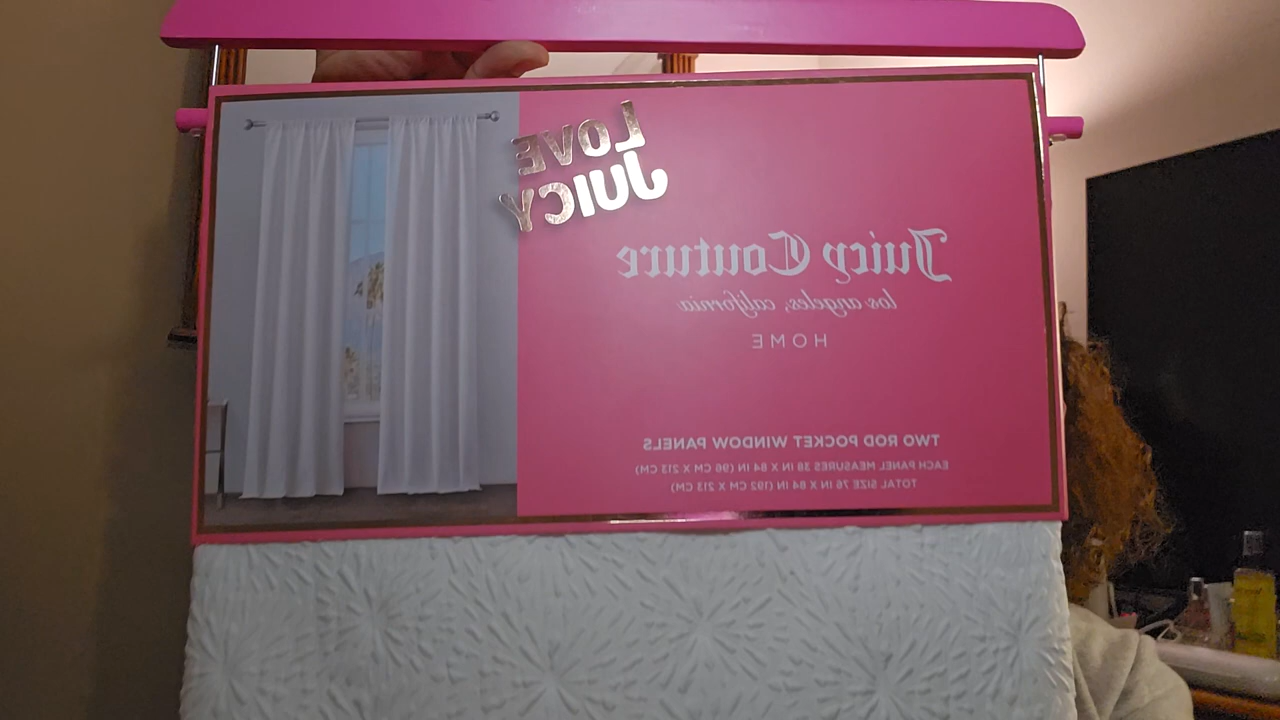 LOVE
JUICY
Juicy Couture
los angeles, california
HOME
TWO ROD POCKET WINDOW PANELS
EACH PANEL MEASURES 38 IN X 84 IN (96 CM X 213 CM)
TOTAL SIZE 76 IN X 84 IN (192 CM X 213 CM)